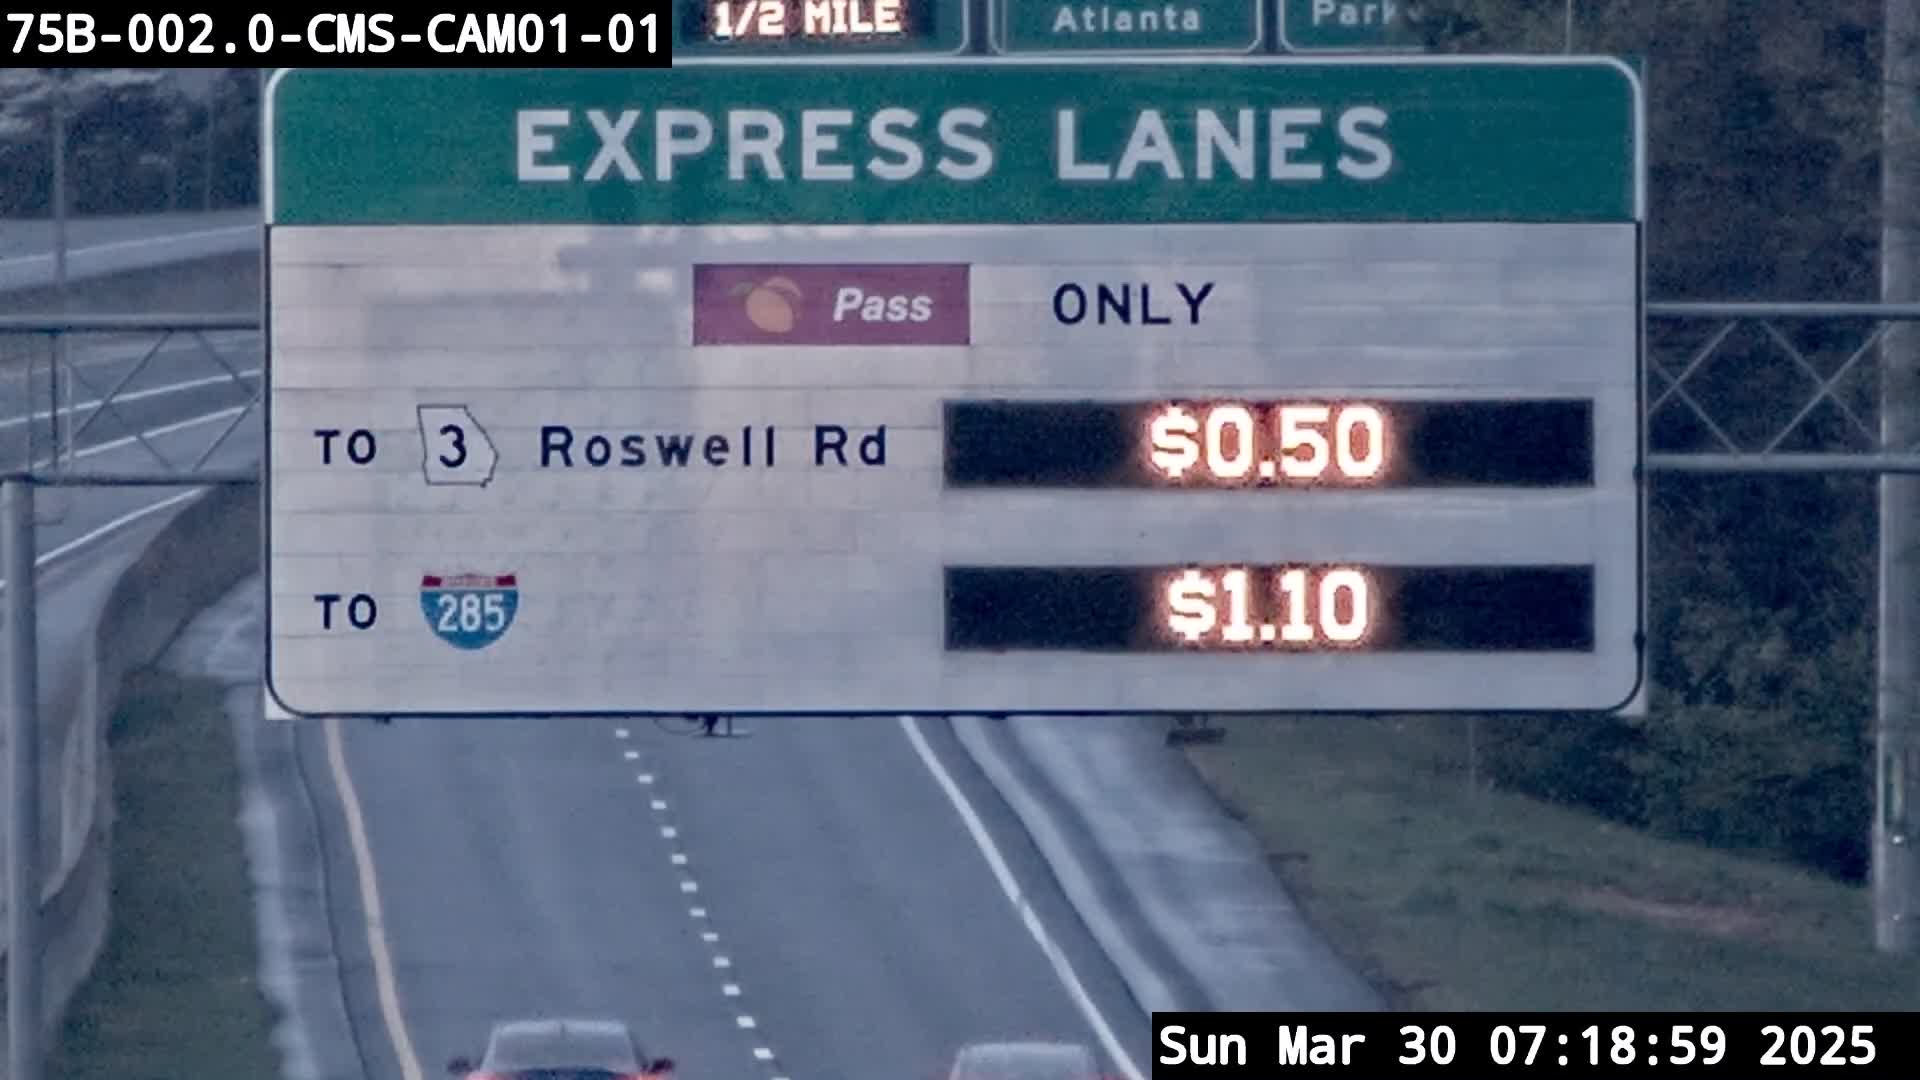 75B-002.0-CMS-CAM01-01
1/2 MILE
Atlanta
Park
EXPRESS LANES
Pass ONLY
TO 3 Roswell Rd $0.50
TO 285 $1.10
Sun Mar 30 07:18:59 2025